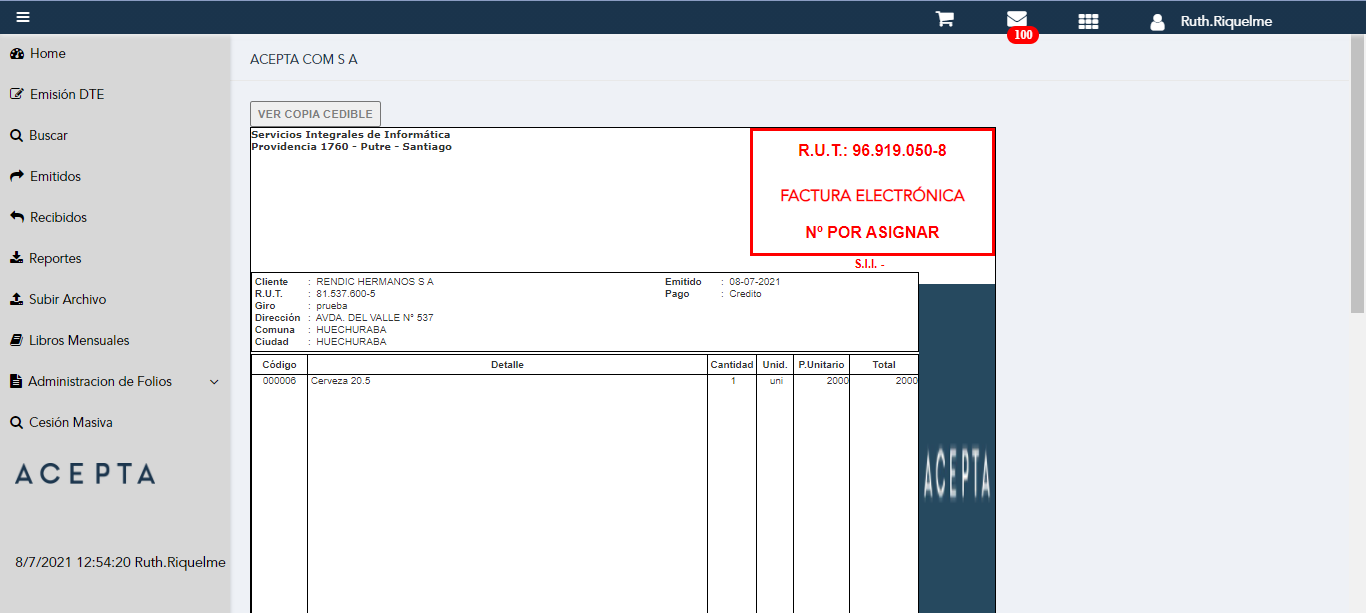 100
Ruth.Riquelme
Home
Emisión DTE
Buscar
Emitidos
Recibidos
Reportes
Subir Archivo
Libros Mensuales
Administracion de Folios
Cesión Masiva
ACEPTA
8/7/2021 12:54:20 Ruth.Riquelme
ACEPTA COM S A
VER COPIA CEDIBLE
Servicios Integrales de Informática
Providencia 1760 - Putre - Santiago
R.U.T.: 96.919.050-8
FACTURA ELECTRÓNICA
Nº POR ASIGNAR
S.I.I. -
Cliente : RENDIC HERMANOS S A Emitido : 08-07-2021
R.U.T. : 81.537.600-5 Pago : Credito
Giro : prueba
Dirección : AVDA. DEL VALLE N° 537
Comuna : HUECHURABA
Ciudad : HUECHURABA
Código Detalle Cantidad Unid. P.Unitario Total
000006 Cerveza 20.5 1 uni 2000 2000
ACEPTA